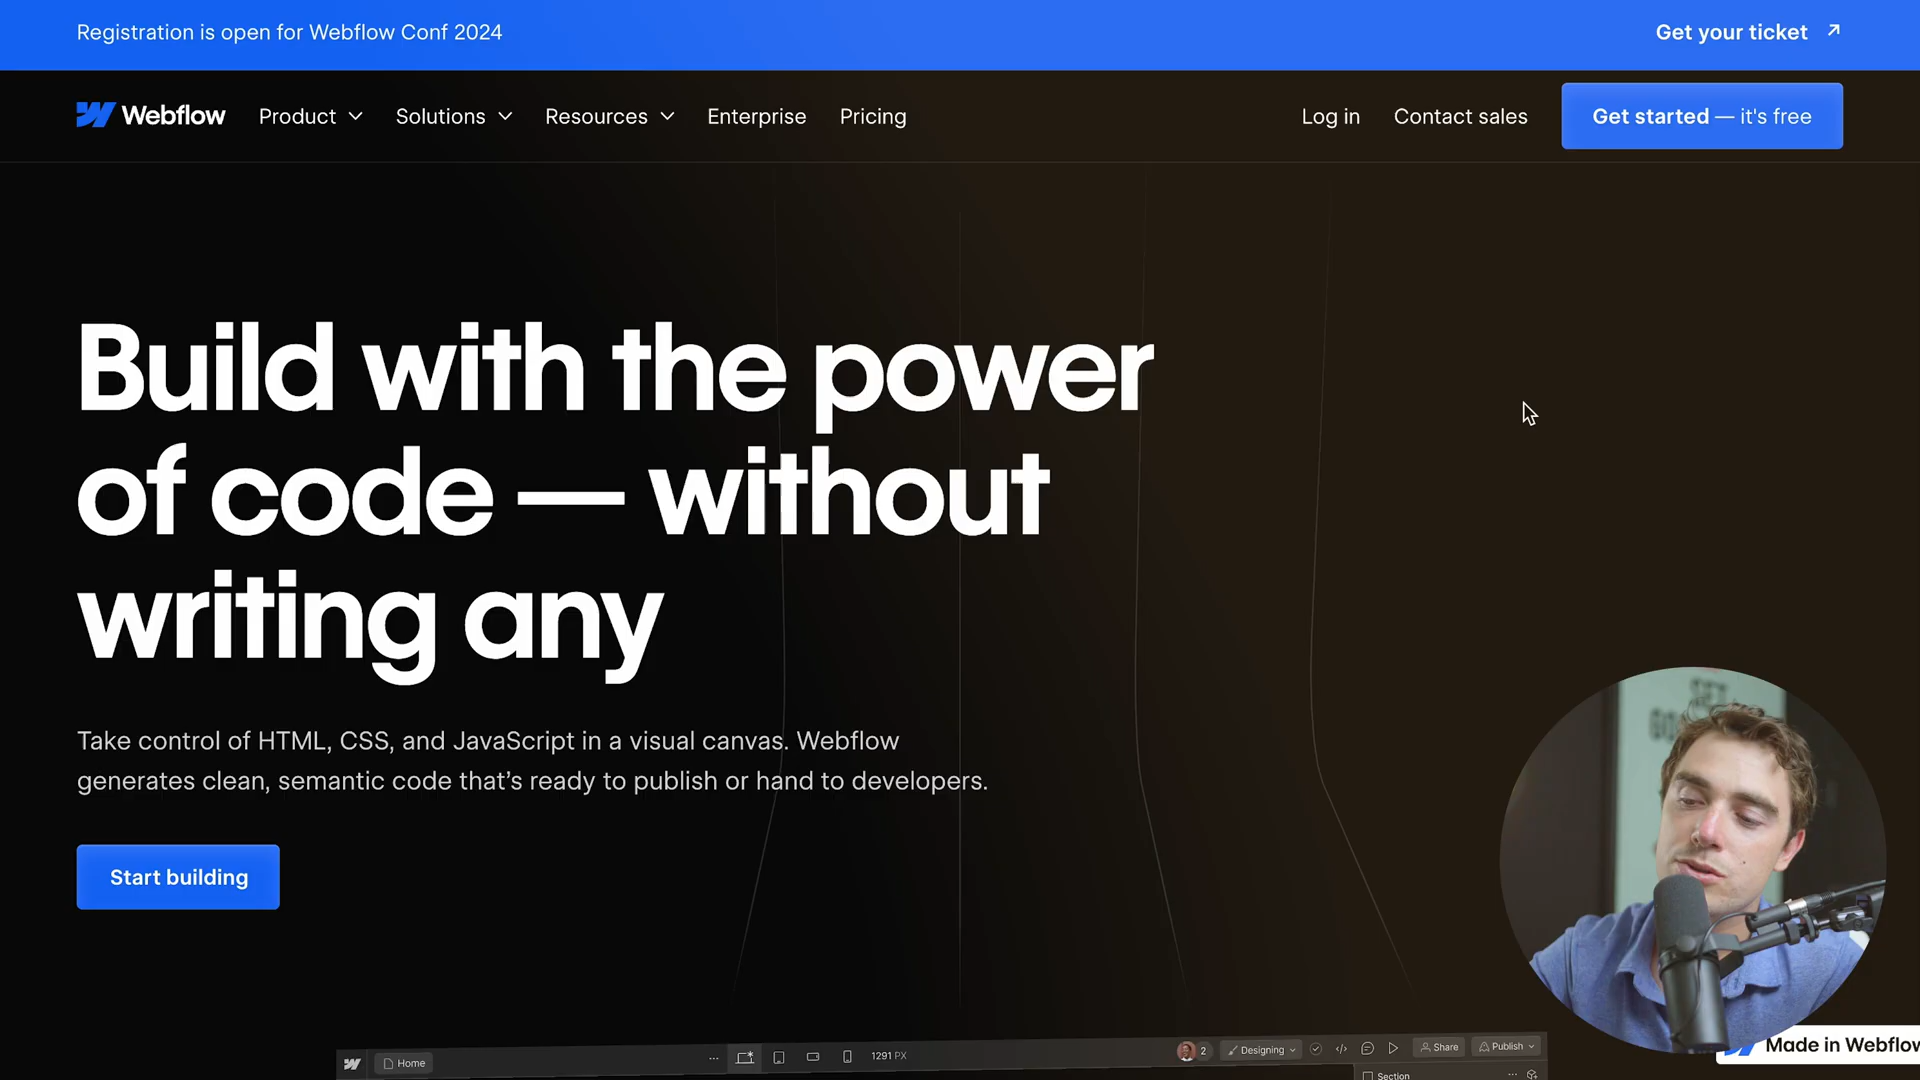 Registration is open for Webflow Conf 2024
Get your ticket
Webflow
Product
Solutions
Resources
Enterprise
Pricing
Log in
Contact sales
Get started — it's free
Build with the power
of code — without
writing any
Take control of HTML, CSS, and JavaScript in a visual canvas. Webflow
generates clean, semantic code that’s ready to publish or hand to developers.
Start building
Home
1291 PX
2
Designing
Share
Publish
Section
Made in Webflow